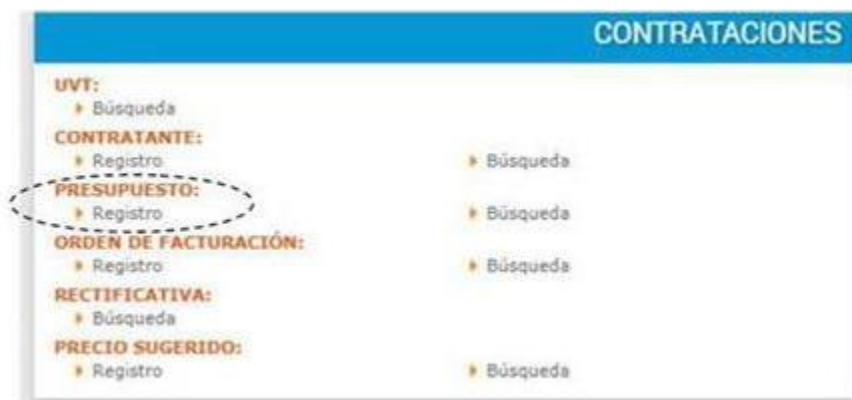 CONTRATACIONES
UVT:
Búsqueda
CONTRATANTE:
Registro Búsqueda
PRESUPUESTO:
Registro Búsqueda
ORDEN DE FACTURACIÓN:
Registro Búsqueda
RECTIFICATIVA:
Búsqueda
PRECIO SUGERIDO:
Registro Búsqueda